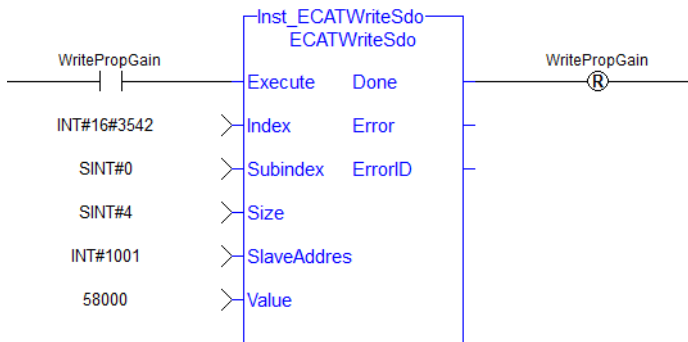 Inst_ECATWriteSdo
ECATWriteSdo
WritePropGain
WritePropGain
Execute Done
R
INT#16#3542 Index Error
SINT#0 Subindex ErrorID
SINT#4 Size
INT#1001 SlaveAddres
58000 Value